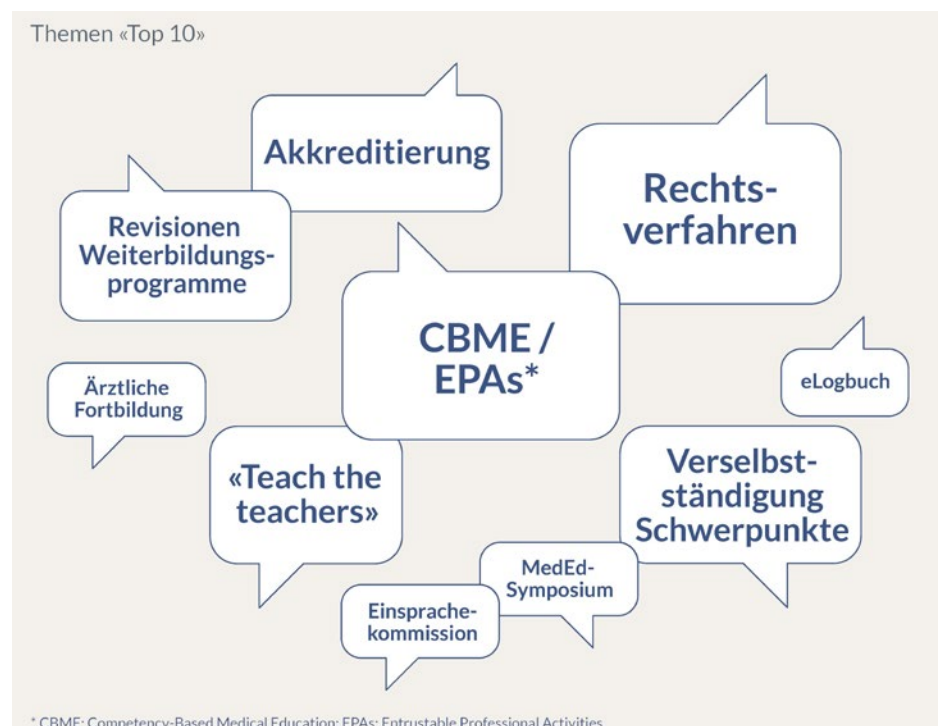 Themen «Top 10»
Akkreditierung
Rechts-
verfahren
Revisionen
Weiterbildungs-
programme
CBME /
EPAs*
Ärztliche
Fortbildung
eLogbuch
«Teach the
teachers»
Verselbst-
ständigung
Schwerpunkte
MedEd-
Symposium
Einsprache-
kommission
* CBME: Competency-Based Medical Education; EPAs: Entrustable Professional Activities